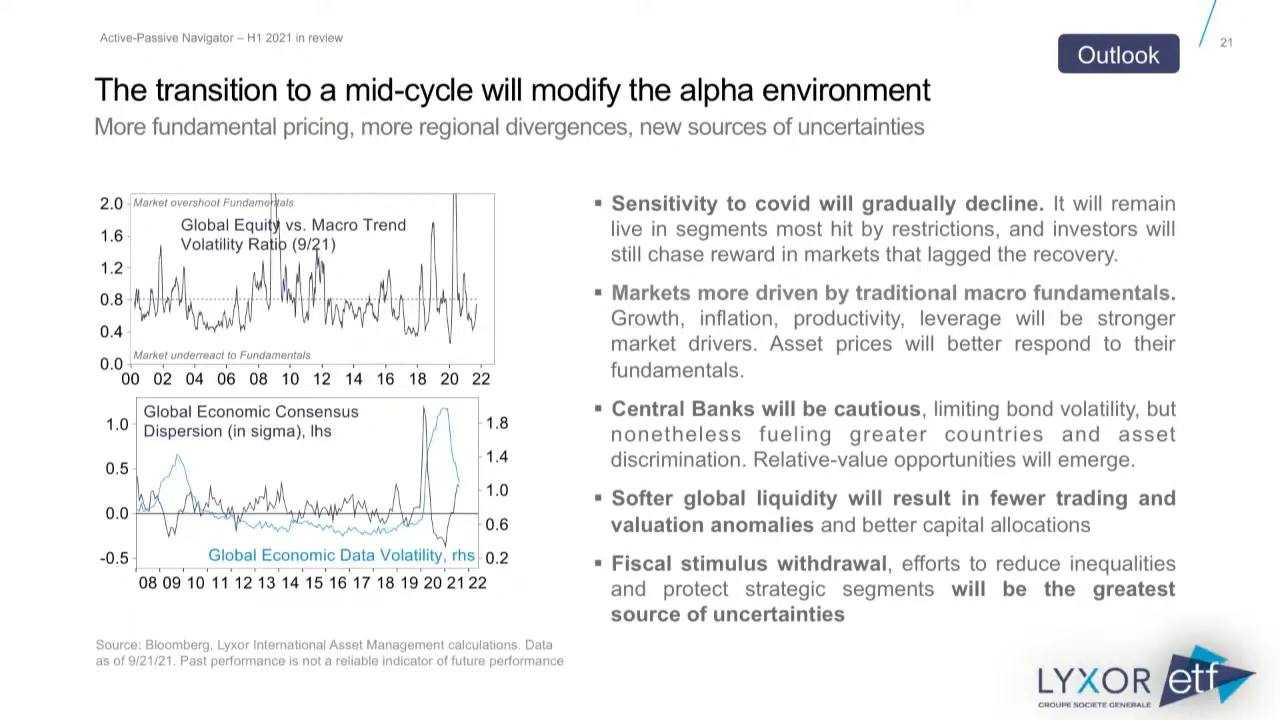 Active-Passive Navigator – H1 2021 in review
21
Outlook
The transition to a mid-cycle will modify the alpha environment
More fundamental pricing, more regional divergences, new sources of uncertainties
2.0
Market overshoot Fundamentals
Global Equity vs. Macro Trend
Volatility Ratio (9/21)
1.6
1.2
0.8
0.4
Market underreact to Fundamentals
0.0
00 02 04 06 08 10 12 14 16 18 20 22
Global Economic Consensus
Dispersion (in sigma), lhs
1.0
0.5
0.0
-0.5
1.8
1.4
1.0
0.6
0.2
Global Economic Data Volatility, rhs
08 09 10 11 12 13 14 15 16 17 18 19 20 21 22
Source: Bloomberg, Lyxor International Asset Management calculations. Data
as of 9/21/21. Past performance is not a reliable indicator of future performance
▪ Sensitivity to covid will gradually decline. It will remain
live in segments most hit by restrictions, and investors will
still chase reward in markets that lagged the recovery.
▪ Markets more driven by traditional macro fundamentals.
Growth, inflation, productivity, leverage will be stronger
market drivers. Asset prices will better respond to their
fundamentals.
▪ Central Banks will be cautious, limiting bond volatility, but
nonetheless fueling greater countries and asset
discrimination. Relative-value opportunities will emerge.
▪ Softer global liquidity will result in fewer trading and
valuation anomalies and better capital allocations
▪ Fiscal stimulus withdrawal, efforts to reduce inequalities
and protect strategic segments will be the greatest
source of uncertainties
LYXOR etf
GROUPE SOCIETE GENERALE